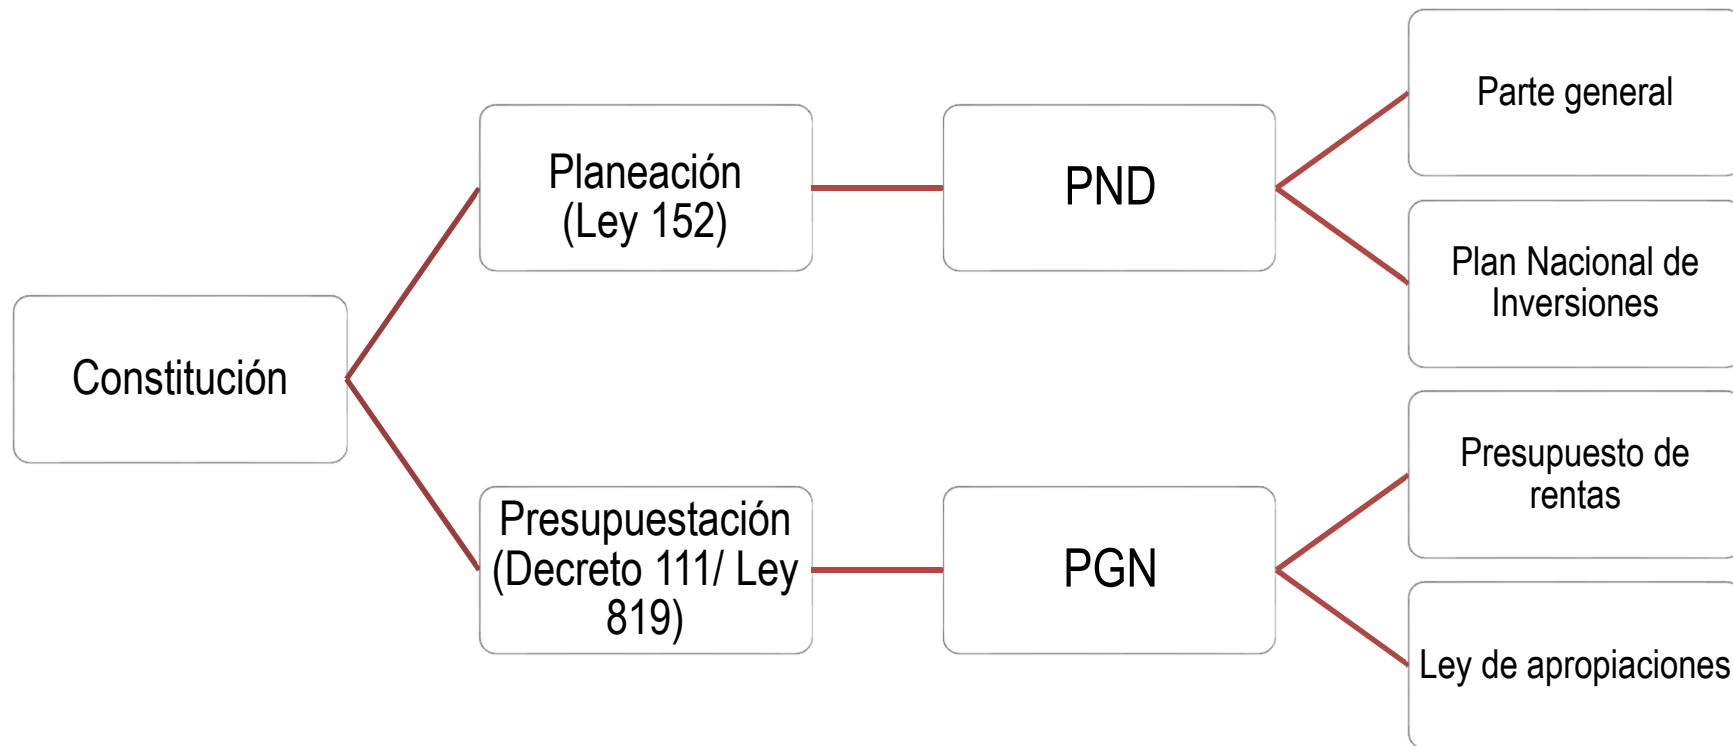 Constitución
Planeación
(Ley 152)
PND
Parte general
Plan Nacional de
Inversiones
Presupuestación
(Decreto 111/ Ley
819)
PGN
Presupuesto de
rentas
Ley de apropiaciones